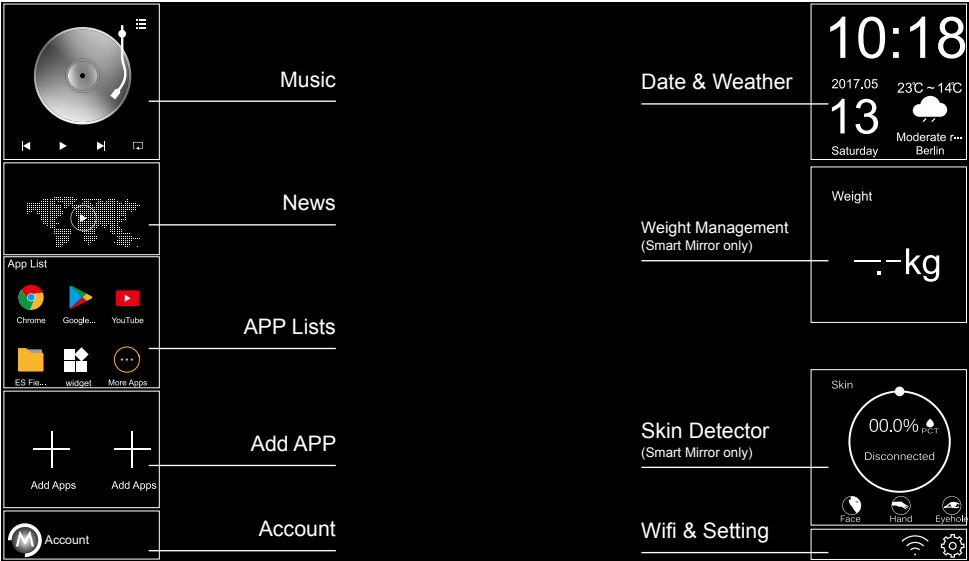 Music
News
App List
Chrome
Google...
YouTube
ES Fie...
widget
More Apps
APP Lists
Add Apps
Add Apps
Add APP
M
Account
Account
Date & Weather
10:18
2017.05
13
Saturday
23℃ ~ 14℃
Moderate r...
Berlin
Weight Management
(Smart Mirror only)
Weight
--.-kg
Skin Detector
(Smart Mirror only)
Skin
00.0% PCT
Disconnected
Face
Hand
Eyehole
Wifi & Setting